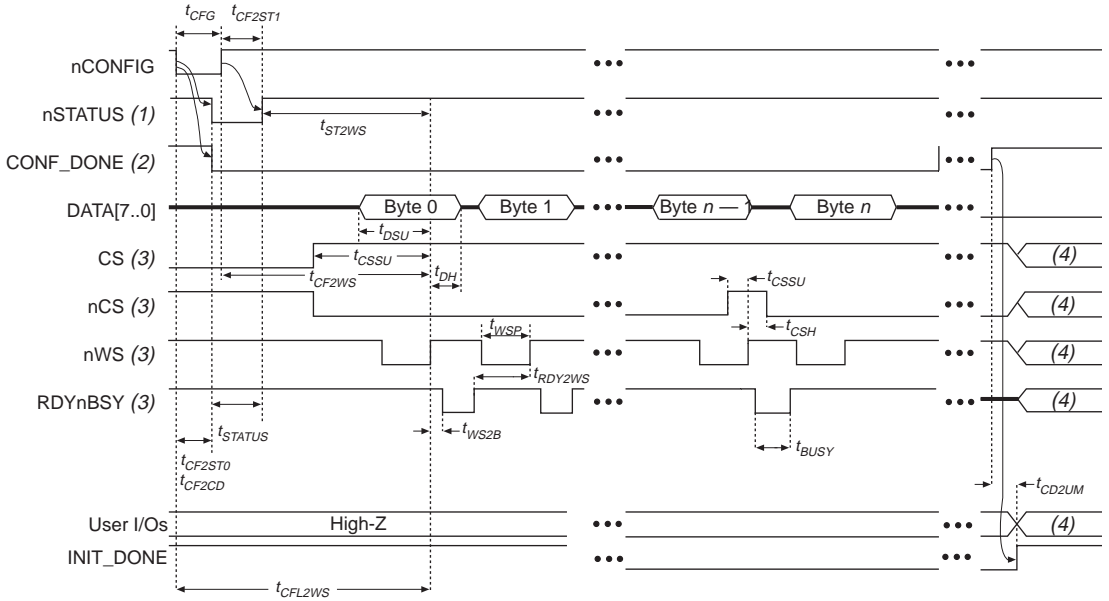 tCFG
tCF2ST1
nCONFIG
nSTATUS (1)
tST2WS
CONF_DONE (2)
DATA[7..0]
Byte 0
Byte 1
Byte n — 1
Byte n
tDSU
CS (3)
tCSSU
tCF2WS
tDH
tCSSU
(4)
nCS (3)
tCSH
(4)
tWSP
nWS (3)
(4)
tRDY2WS
RDYnBSY (3)
(4)
tSTATUS
tWS2B
tBUSY
tCF2ST0
tCF2CD
tCD2UM
User I/Os
High-Z
(4)
INIT_DONE
tCFL2WS